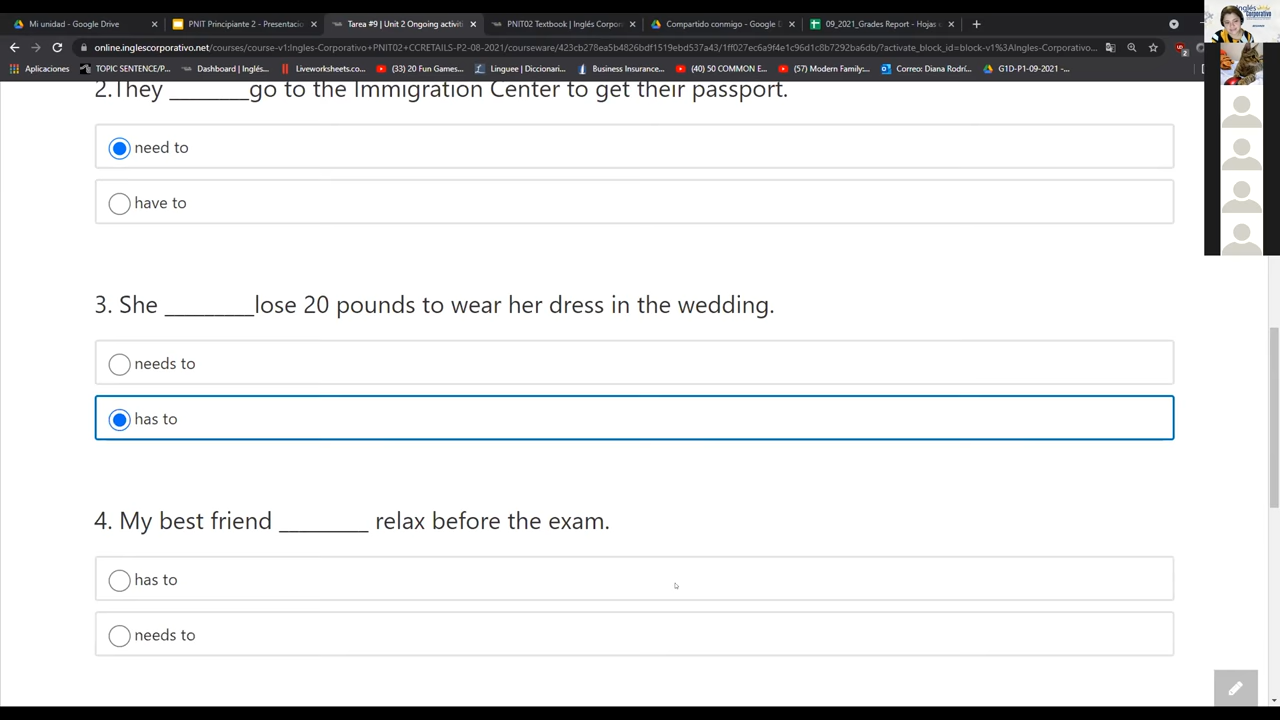 Mi unidad - Google Drive
PNIT Principiante 2 - Presentacio
Tarea #9 | Unit 2 Ongoing activiti
PNIT02 Textbook | Inglés Corpor
Compartido conmigo - Google D
09_2021_Grades Report - Hojas d
online.inglescorporativo.net/courses/course-v1:Ingles-Corporativo+PNIT02+CCRETAILS-P2-08-2021/courseware/423cb278ea5b4826bdf1519ebd537a43/1ff027ec6a9f4e1c96d1c8b7292ba6db/?activate_block_id=block-v1%3AIngles-Corporativo...
Aplicaciones
TOPIC SENTENCE/P...
Dashboard | Inglés...
Liveworksheets.co...
(33) 20 Fun Games...
Linguee | Diccionari...
Business Insurance...
(40) 50 COMMON E...
(57) Modern Family:...
Correo: Diana Rodrí...
G1D-P1-09-2021 -...
2.They ________go to the Immigration Center to get their passport.
need to
have to
3. She _________lose 20 pounds to wear her dress in the wedding.
needs to
has to
4. My best friend _________ relax before the exam.
has to
needs to